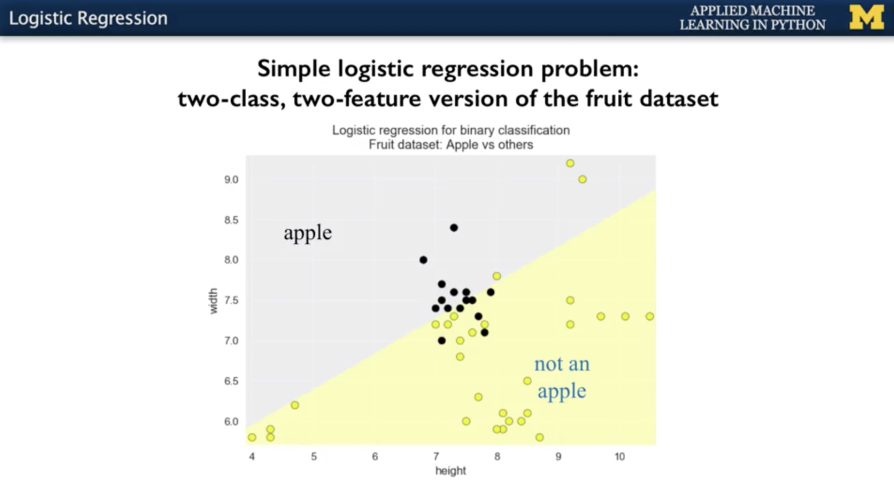 Logistic Regression
APPLIED MACHINE
LEARNING IN PYTHON
M
Simple logistic regression problem:
two-class, two-feature version of the fruit dataset
Logistic regression for binary classification
Fruit dataset: Apple vs others
9.0
8.5
8.0
7.5
7.0
6.5
6.0
width
apple
not an
apple
4 5 6 7 8 9 10
height